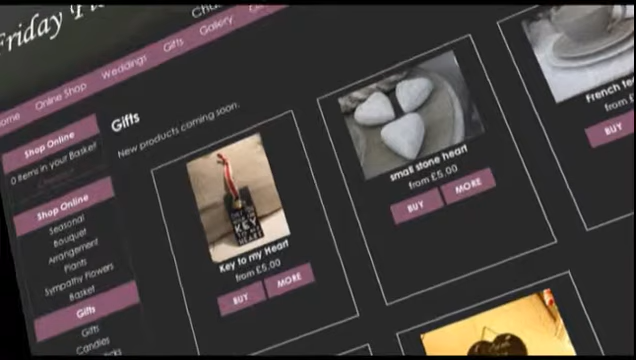 Friday
Home Online Shop Weddings Gifts Gallery
Shop Online
0 items in your Basket
Shop Online
Seasonal
Bouquet
Arrangement
Plants
Sympathy Flowers
Basket
Gifts
Gifts
Candles
Gifts
New products coming soon.
KEY
Key to my Heart
from £5.00
BUY MORE
small stone heart
from £5.00
BUY MORE
French
from £
BUY